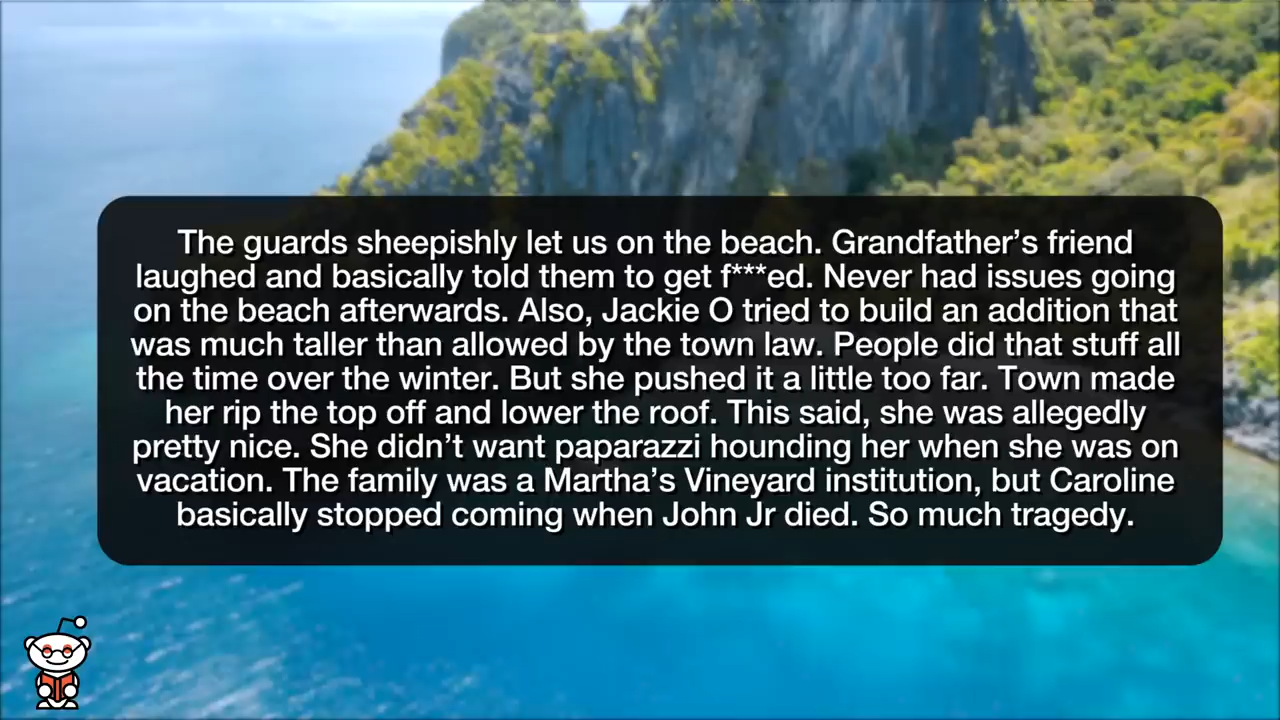 The guards sheepishly let us on the beach. Grandfather’s friend
laughed and basically told them to get f***ed. Never had issues going
on the beach afterwards. Also, Jackie O tried to build an addition that
was much taller than allowed by the town law. People did that stuff all
the time over the winter. But she pushed it a little too far. Town made
her rip the top off and lower the roof. This said, she was allegedly
pretty nice. She didn’t want paparazzi hounding her when she was on
vacation. The family was a Martha’s Vineyard institution, but Caroline
basically stopped coming when John Jr died. So much tragedy.